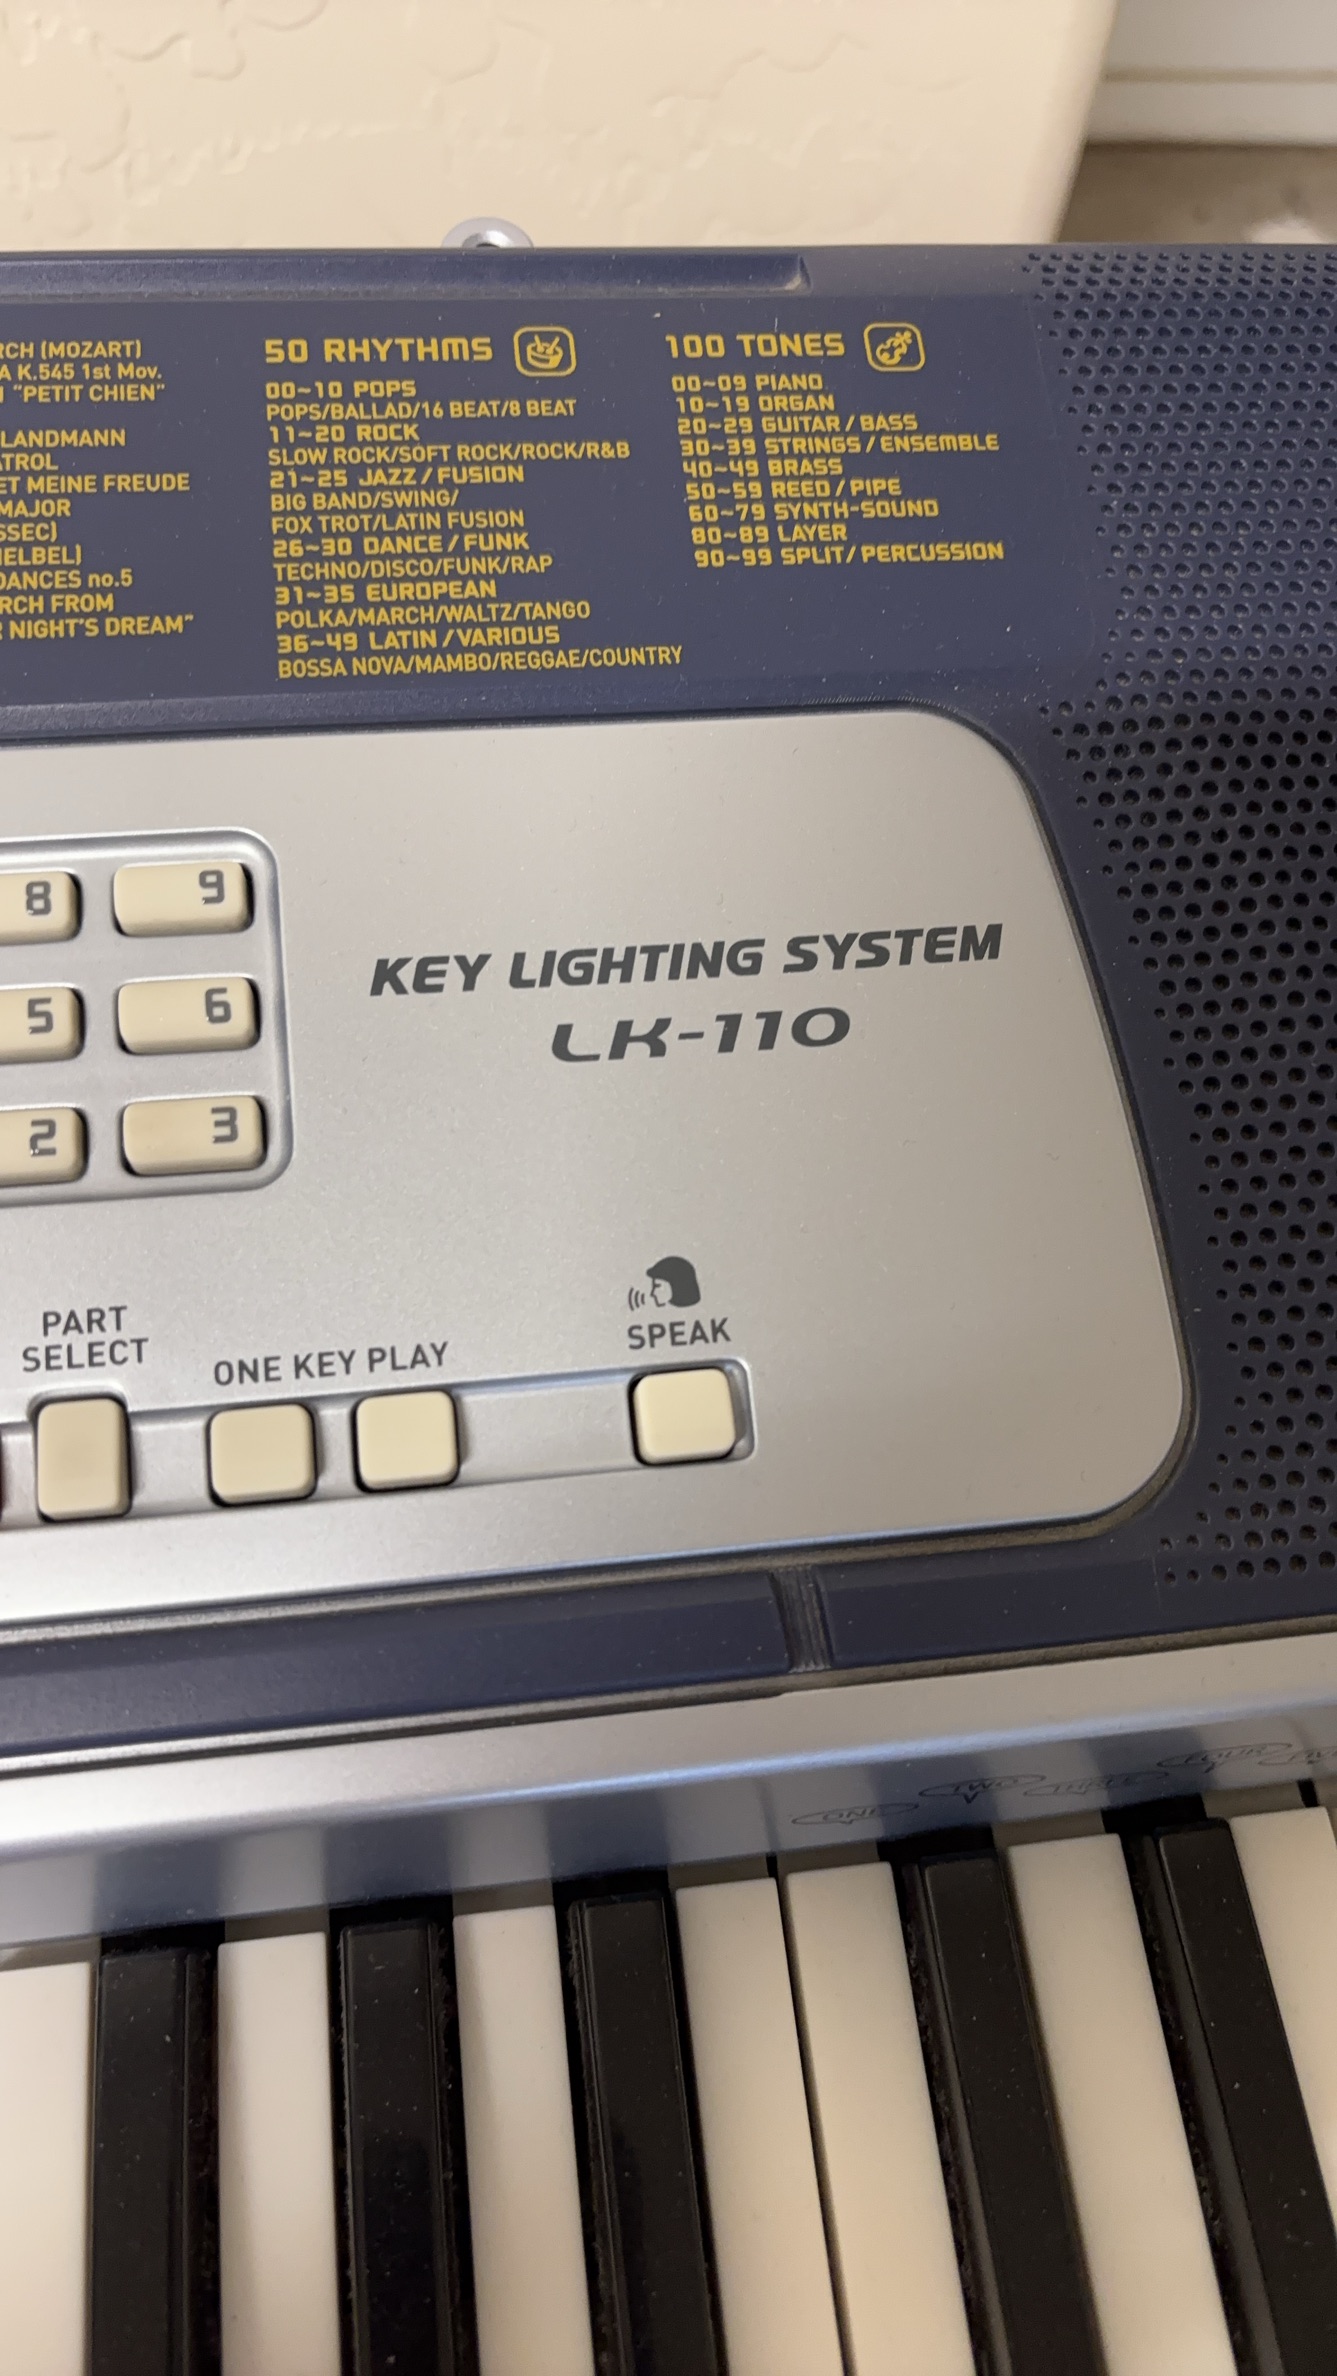 RCH (MOZART)
A K.545 1st Mov.
"PETIT CHIEN"
LANDMANN
TROL
ET MEINE FREUDE
MAJOR
SSEC)
HELBEL)
DANCES no.5
RCH FROM
NIGHT'S DREAM"
50 RHYTHMS
00~10 POPS
POPS/BALLAD/16 BEAT/8 BEAT
11~20 ROCK
SLOW ROCK/SOFT ROCK/ROCK/R&B
21~25 JAZZ/FUSION
BIG BAND/SWING/
FOX TROT/LATIN FUSION
26~30 DANCE/FUNK
TECHNO/DISCO/FUNK/RAP
31~35 EUROPEAN
POLKA/MARCH/WALTZ/TANGO
36~49 LATIN/VARIOUS
BOSSA NOVA/MAMBO/REGGAE/COUNTRY
100 TONES
00~09 PIANO
10~19 ORGAN
20~29 GUITAR/BASS
30~39 STRINGS/ENSEMBLE
40~49 BRASS
50~59 REED/PIPE
60~79 SYNTH-SOUND
80~89 LAYER
90~99 SPLIT/PERCUSSION
8 9
5 6
2 3
KEY LIGHTING SYSTEM
LK-110
PART
SELECT
ONE KEY PLAY
SPEAK
ONE TWO THREE FOUR FIVE